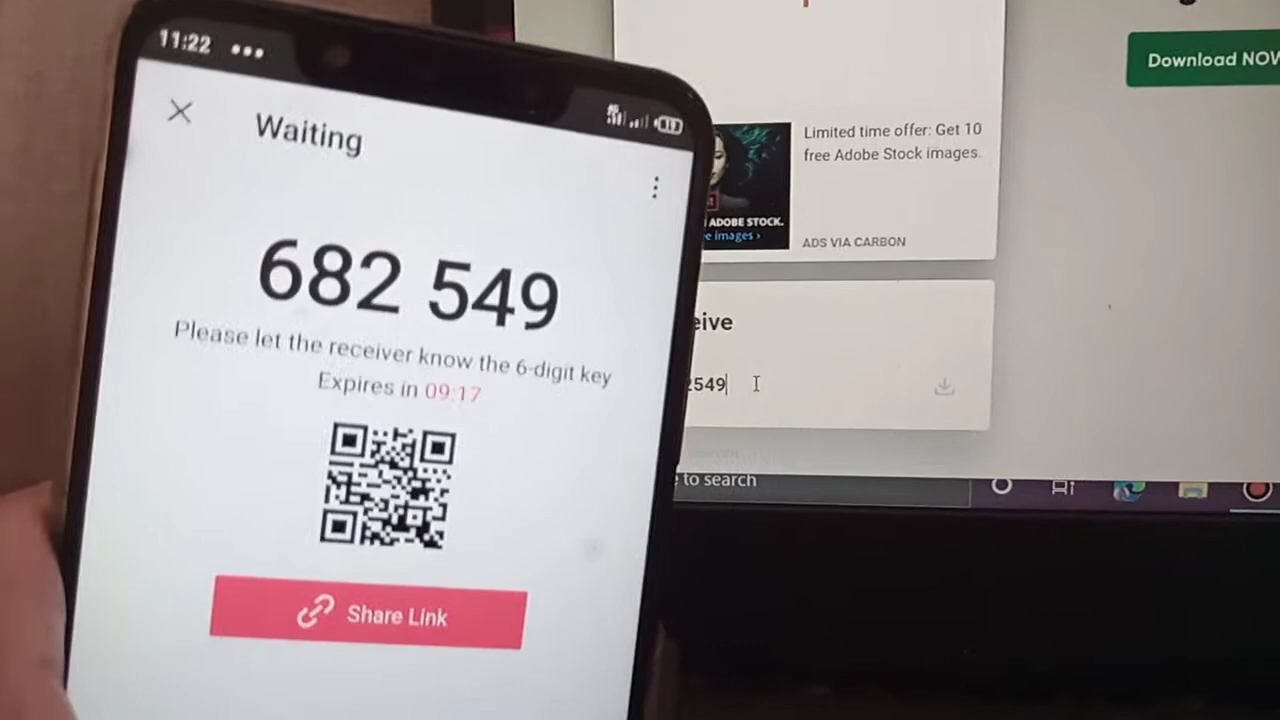 11:22
Waiting
682 549
Please let the receiver know the 6-digit key
Expires in 09:17
Share Link
Download NOW
Limited time offer: Get 10
free Adobe Stock images.
ADOBE STOCK.
e images ›
ADS VIA CARBON
eive
2549
to search